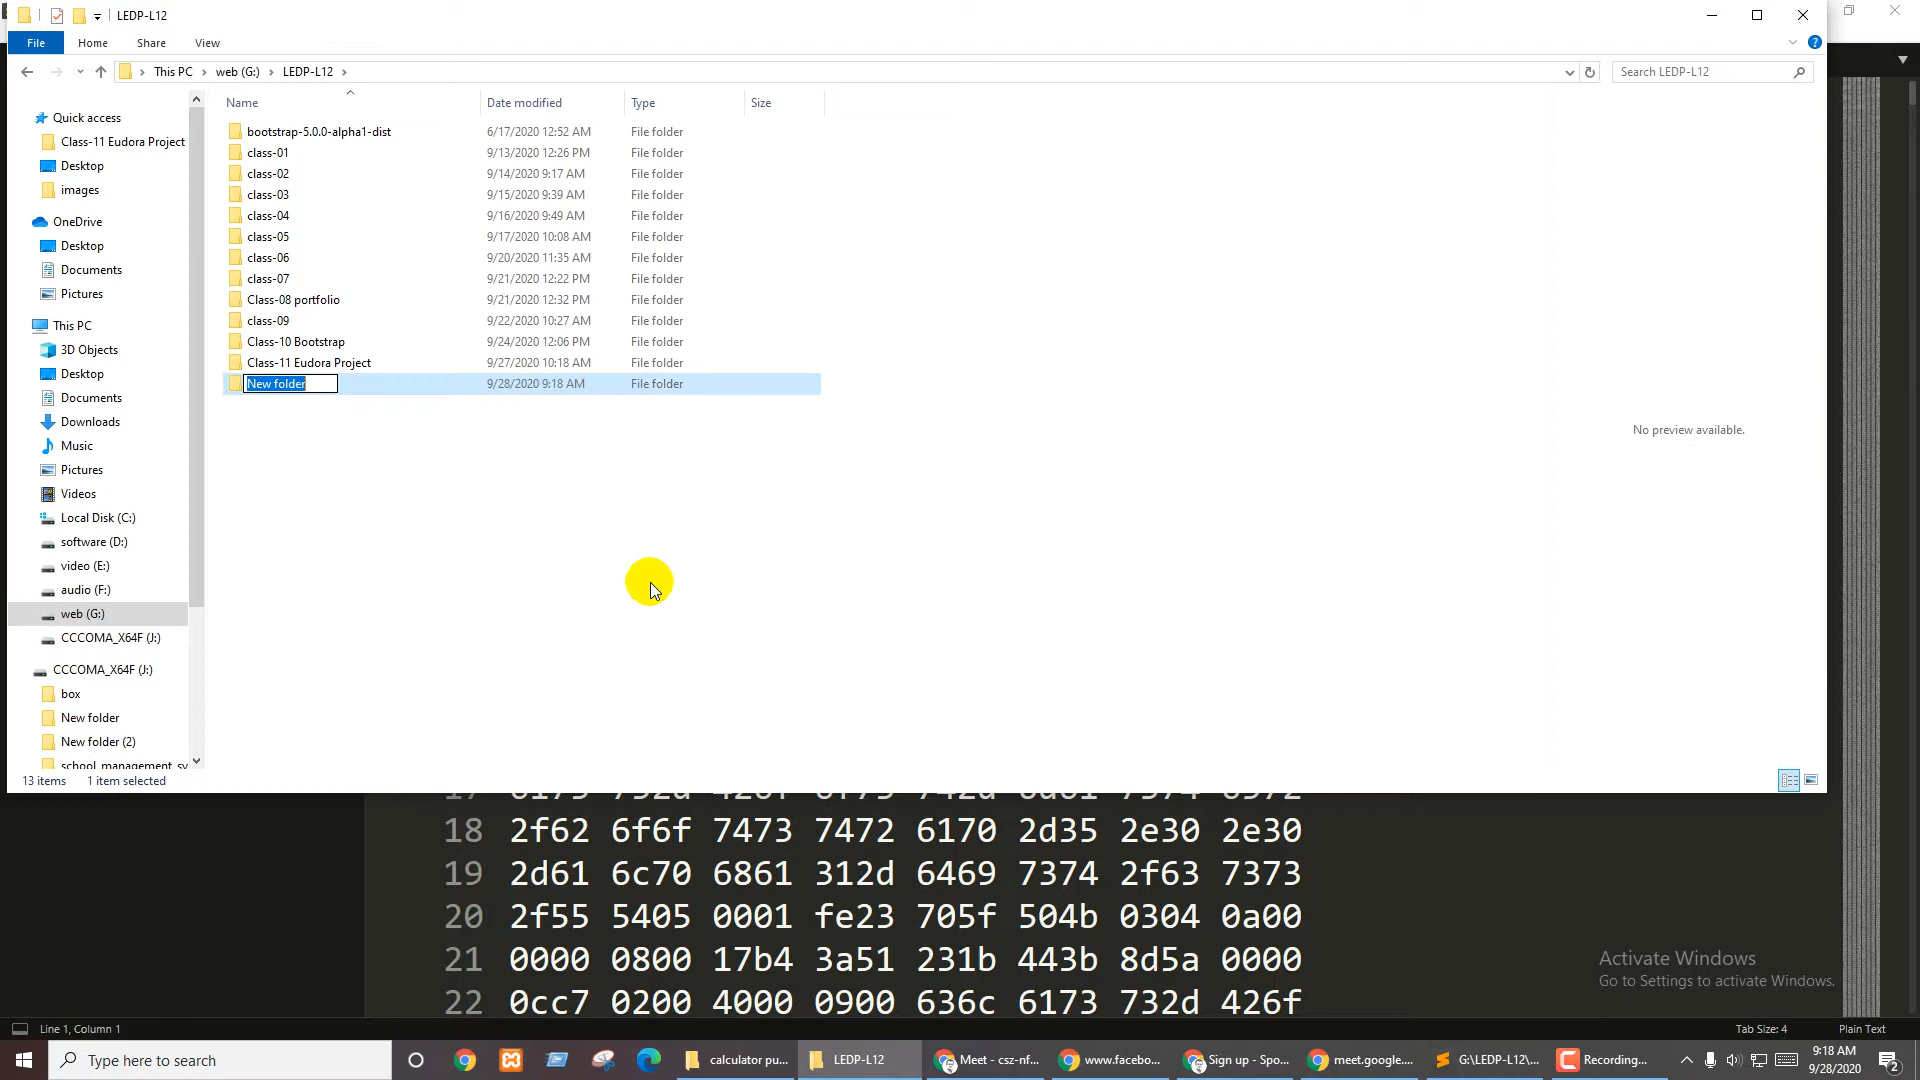 LEDP-L12
File Home Share View
This PC web (G:) LEDP-L12
Search LEDP-L12
Quick access
Class-11 Eudora Project
Desktop
images
OneDrive
Desktop
Documents
Pictures
This PC
3D Objects
Desktop
Documents
Downloads
Music
Pictures
Videos
Local Disk (C:)
software (D:)
video (E:)
audio (F:)
web (G:)
CCCOMA_X64F (J:)
CCCOMA_X64F (J:)
box
New folder
New folder (2)
school_management_sy
Name Date modified Type Size
bootstrap-5.0.0-alpha1-dist 6/17/2020 12:52 AM File folder
class-01 9/13/2020 12:26 PM File folder
class-02 9/14/2020 9:17 AM File folder
class-03 9/15/2020 9:39 AM File folder
class-04 9/16/2020 9:49 AM File folder
class-05 9/17/2020 10:08 AM File folder
class-06 9/20/2020 11:35 AM File folder
class-07 9/21/2020 12:22 PM File folder
Class-08 portfolio 9/21/2020 12:32 PM File folder
class-09 9/22/2020 10:27 AM File folder
Class-10 Bootstrap 9/24/2020 12:06 PM File folder
Class-11 Eudora Project 9/27/2020 10:18 AM File folder
New folder 9/28/2020 9:18 AM File folder
No preview available.
13 items 1 item selected
18 2f62 6f6f 7473 7472 6170 2d35 2e30 2e30
19 2d61 6c70 6861 312d 6469 7374 2f63 7373
20 2f55 5405 0001 fe23 705f 504b 0304 0a00
21 0000 0800 17b4 3a51 231b 443b 8d5a 0000
22 0cc7 0200 4000 0900 636c 6173 732d 426f
Activate Windows
Go to Settings to activate Windows.
Line 1, Column 1 Tab Size: 4 Plain Text
Type here to search
calculator pu... LEDP-L12 Meet - csz-nf... www.facebo... Sign up - Spo... meet.google.... G:\LEDP-L12\... Recording...
9:18 AM
9/28/2020
2